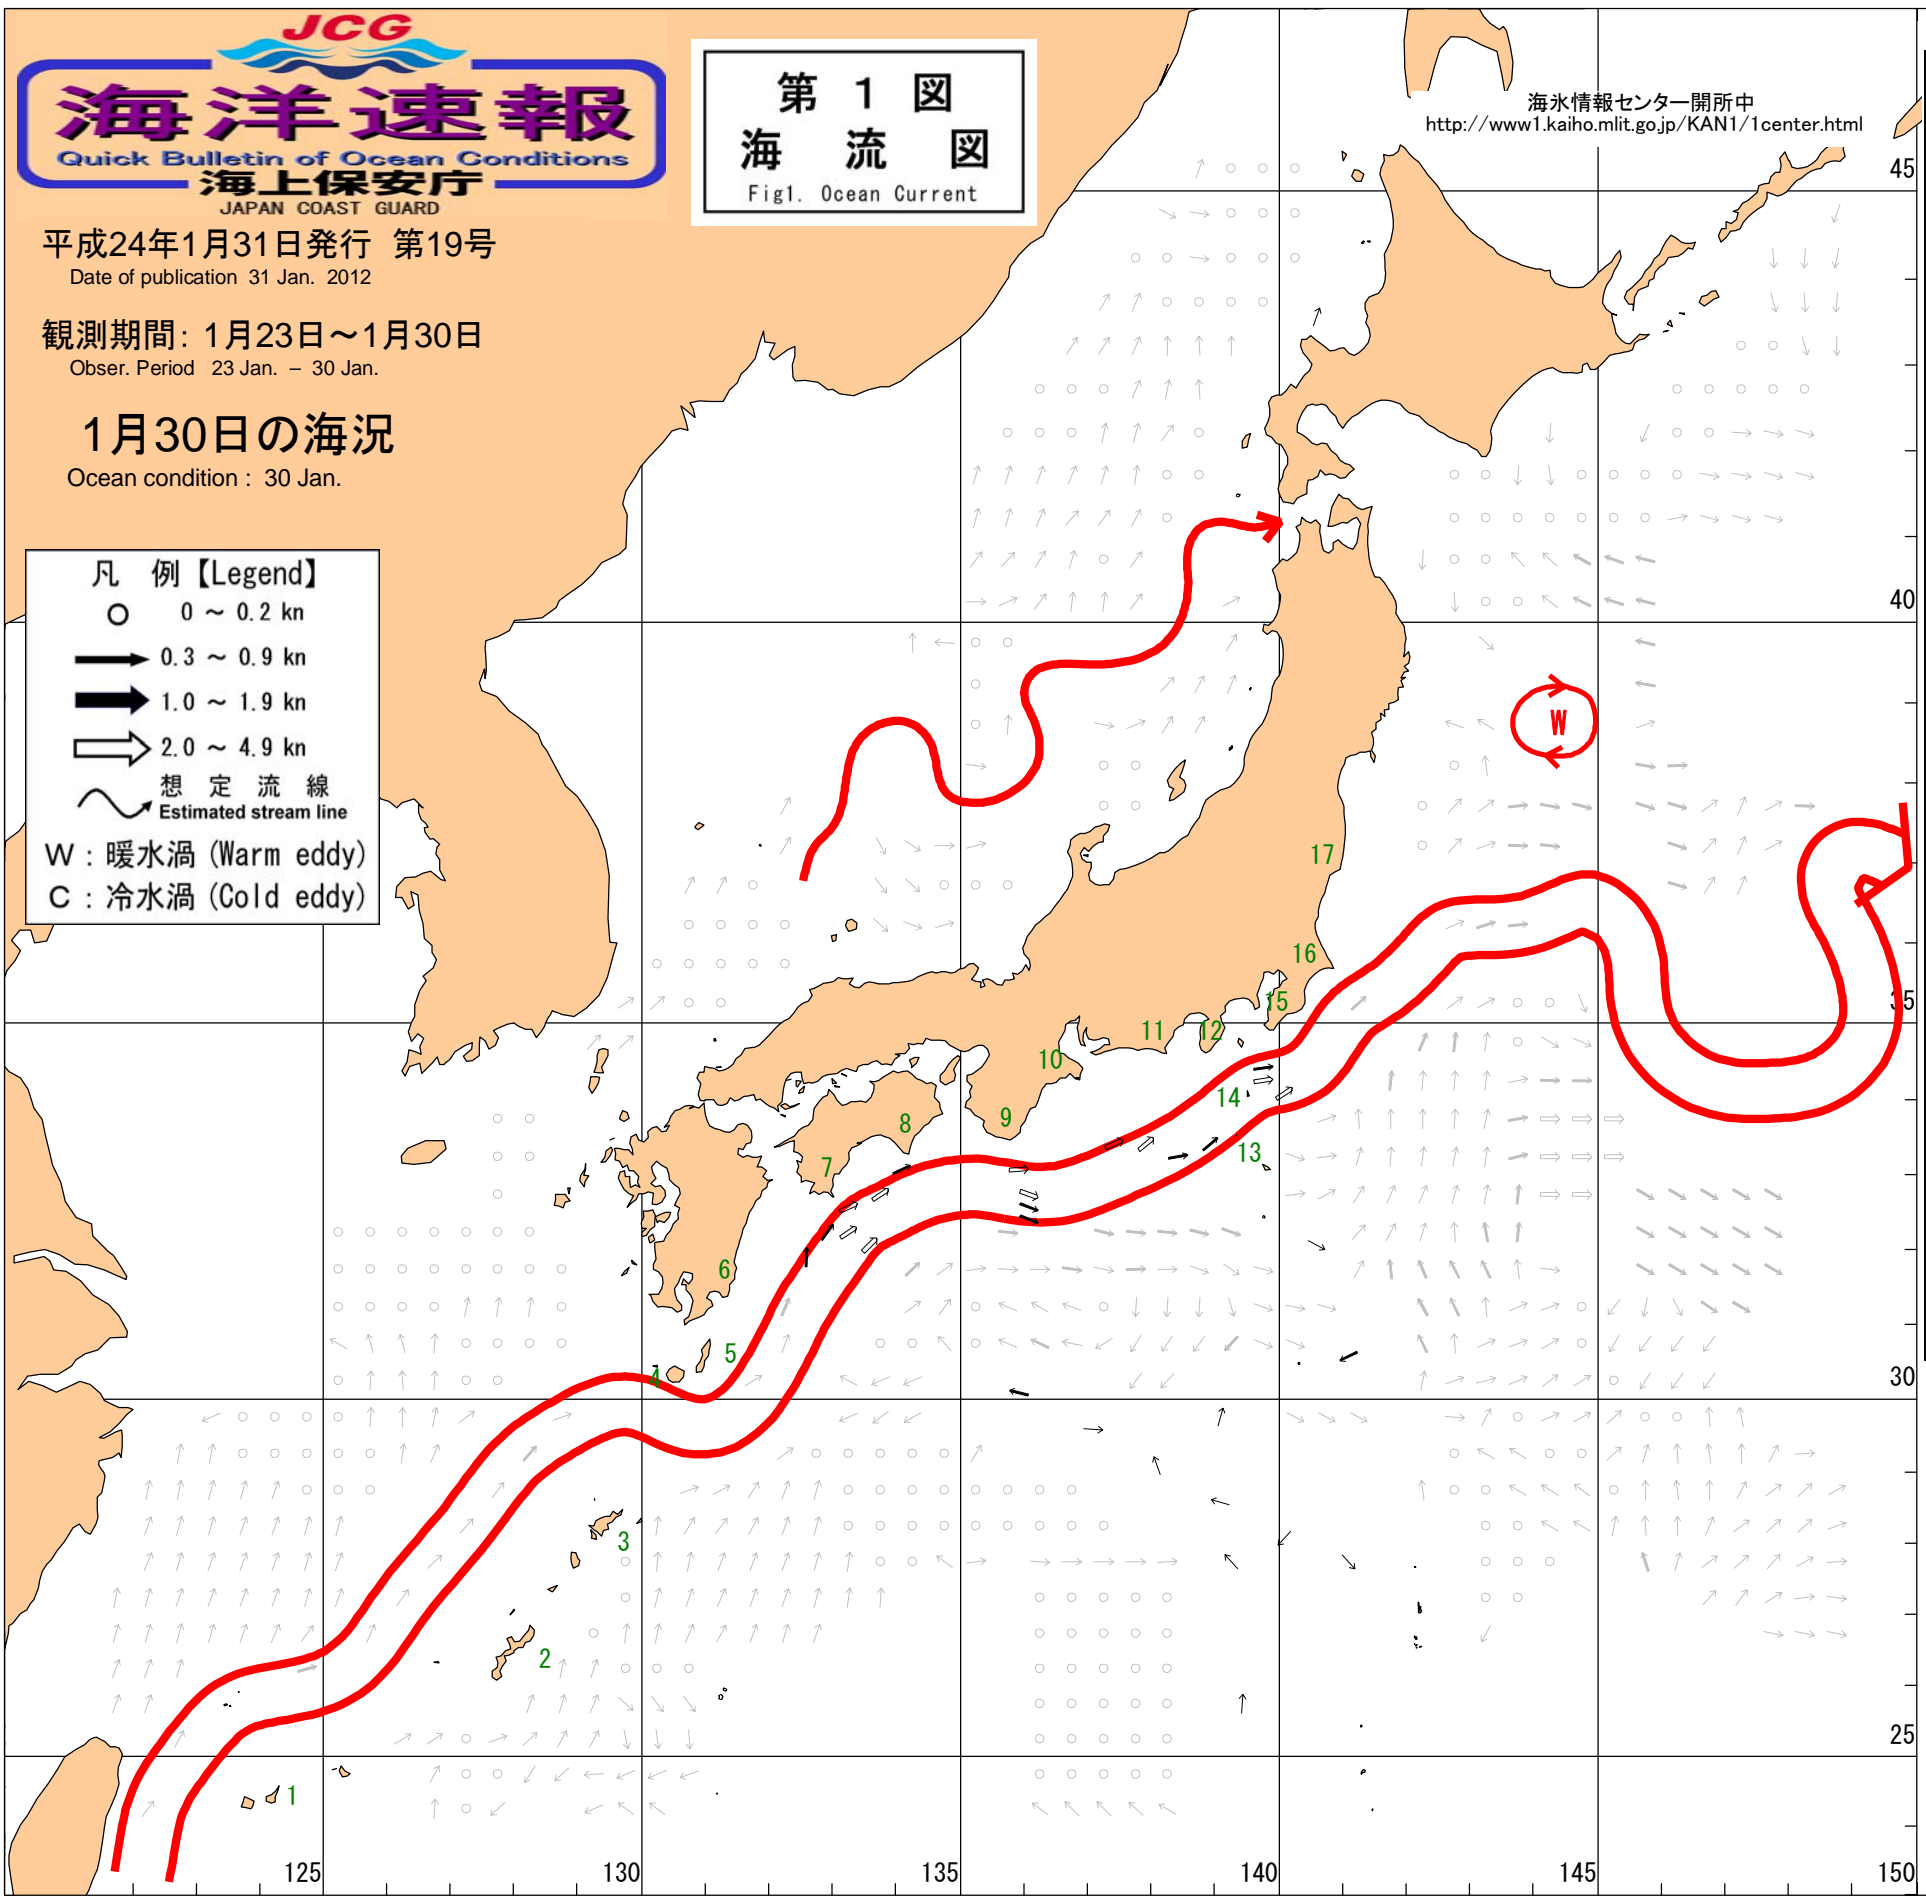 JCG
海洋速報
Quick Bulletin of Ocean Conditions
海上保安庁
JAPAN COAST GUARD
第 1 図
海 流 図
Fig1. Ocean Current
海氷情報センター開所中
http://www1.kaiho.mlit.go.jp/KAN1/1center.html
平成24年1月31日発行 第19号
Date of publication 31 Jan. 2012
観測期間: 1月23日～1月30日
Obser. Period 23 Jan. – 30 Jan.
1月30日の海況
Ocean condition : 30 Jan.
凡 例【Legend】
0 ～ 0.2 kn
0.3 ～ 0.9 kn
1.0 ～ 1.9 kn
2.0 ～ 4.9 kn
想 定 流 線
Estimated stream line
W : 暖水渦 (Warm eddy)
C : 冷水渦 (Cold eddy)
45
40
W
17
16
35
15
12
11
10
14
9
8
13
7
6
5
4
30
3
2
25
1
125
130
135
140
145
150